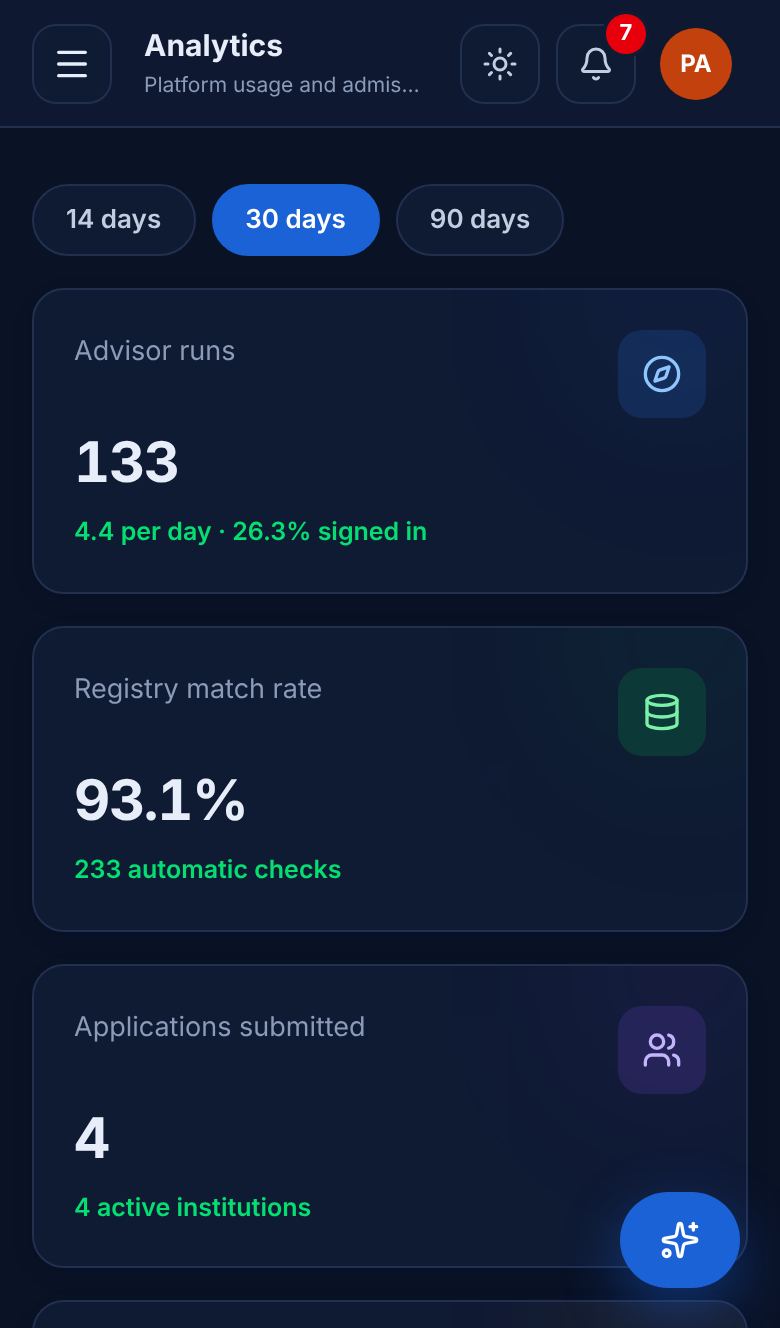 Analytics
Platform usage and admis...
7
PA
14 days
30 days
90 days
Advisor runs
133
4.4 per day · 26.3% signed in
Registry match rate
93.1%
233 automatic checks
Applications submitted
4
4 active institutions